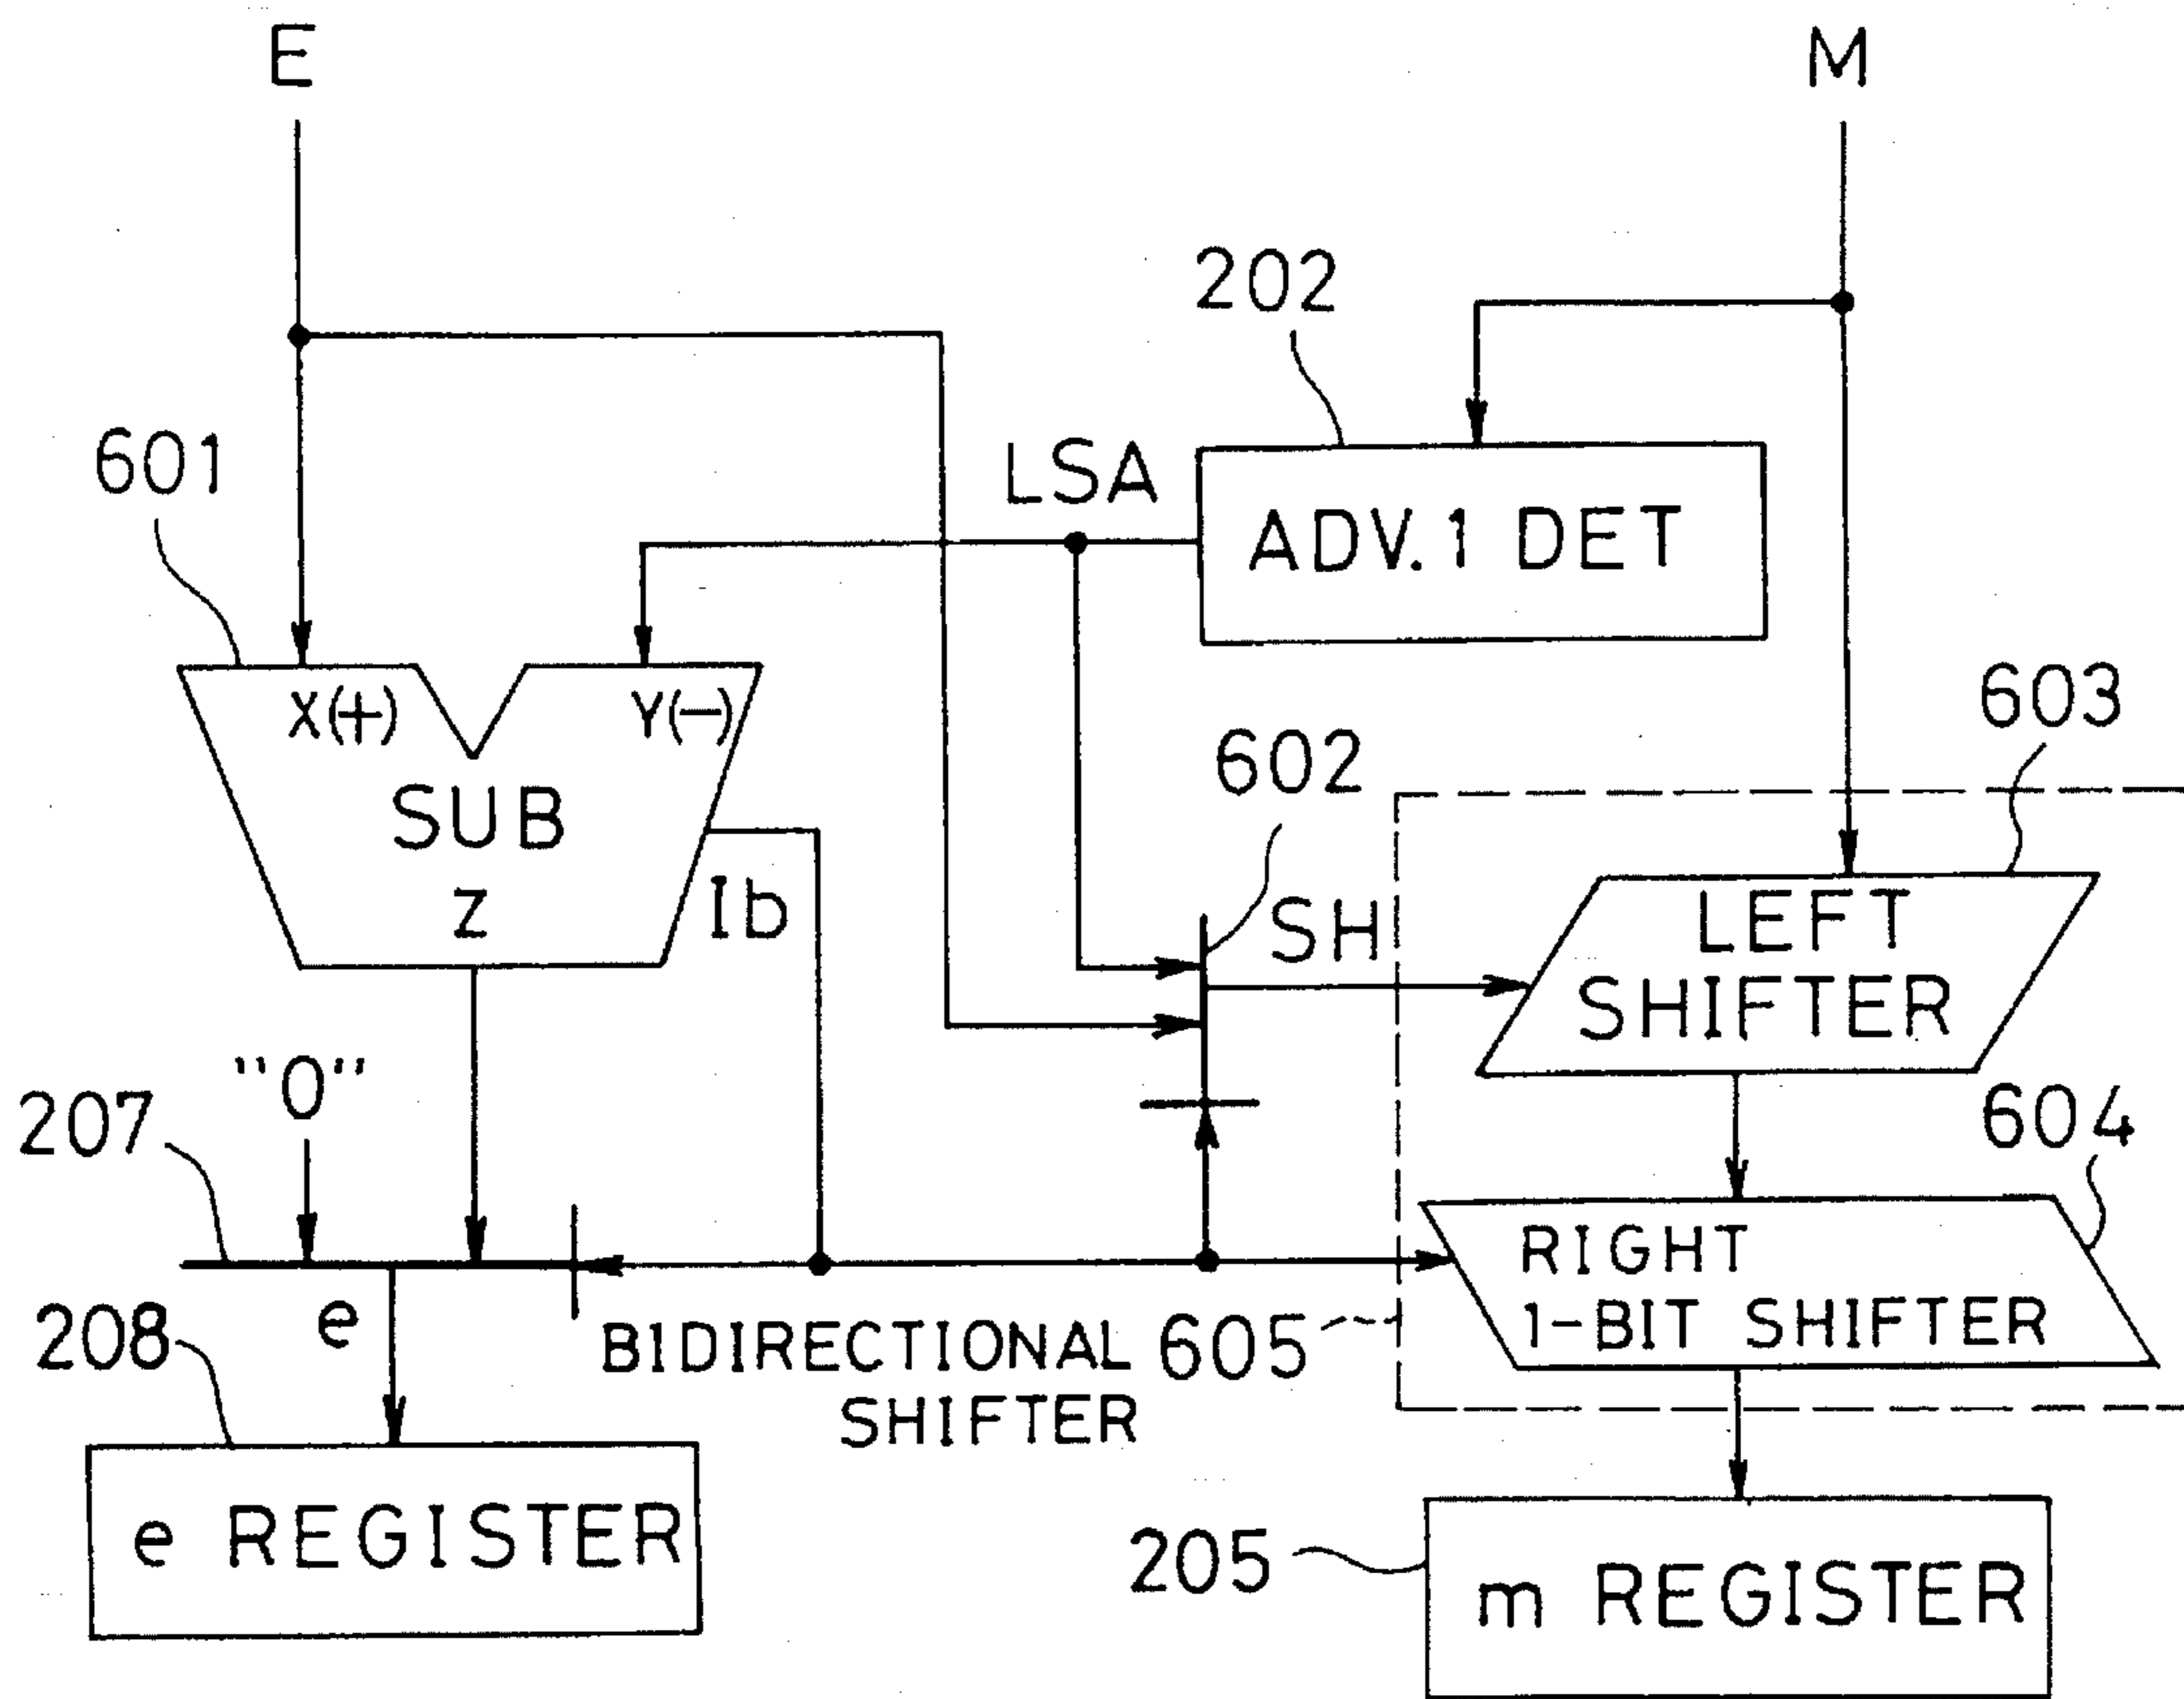 E
M
202
601
LSA
ADV. 1 DET
X(+)
Y(−)
603
602
SUB
Z
Ib
SH
LEFT
SHIFTER
"0"
207
604
RIGHT
1-BIT SHIFTER
208
e
B1DIRECTIONAL 605
SHIFTER
e REGISTER
205
m REGISTER